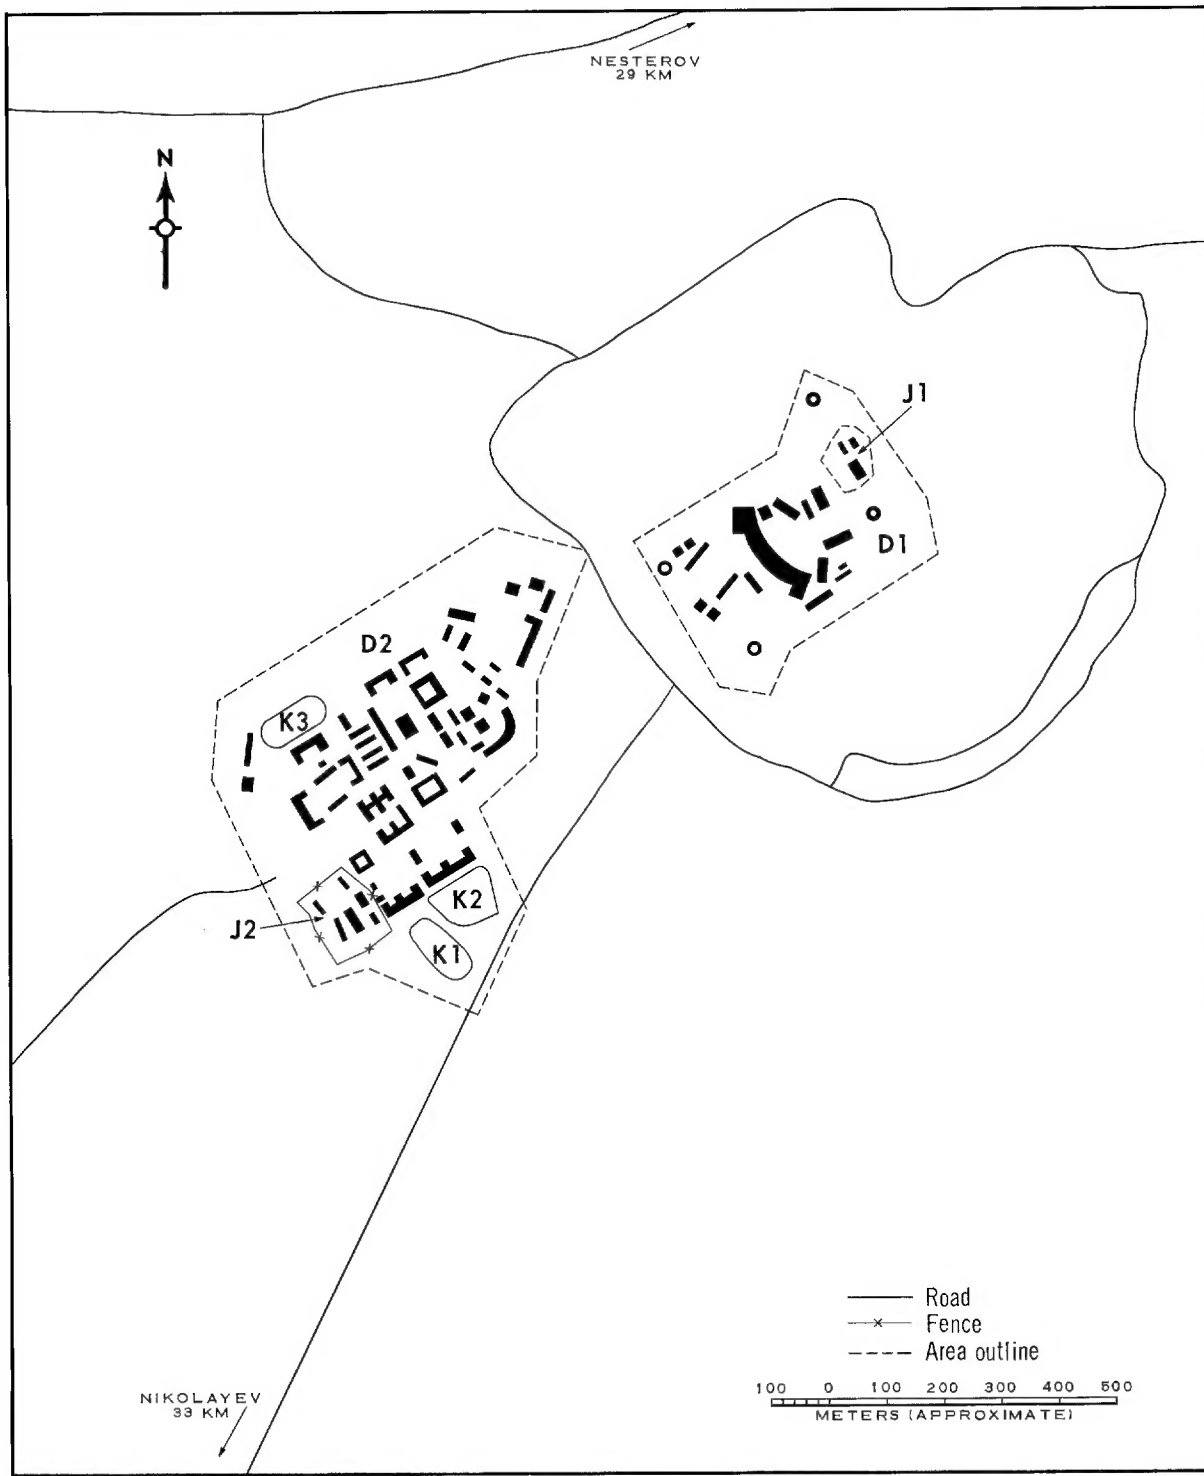 NESTEROV
29 KM
N
J1
D1
D2
K3
K2
J2
K1
Road
Fence
Area outline
100 0 100 200 300 400 500
METERS (APPROXIMATE)
NIKOLAYEV
33 KM